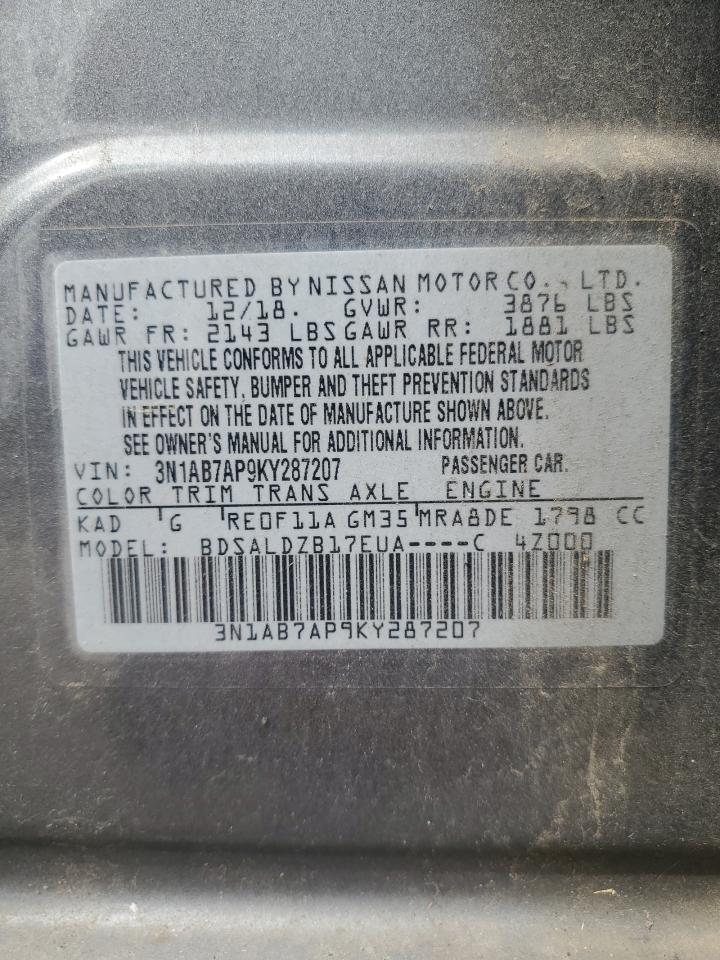 MANUFACTURED BY NISSAN MOTOR CO., LTD.
DATE: 12/18. GVWR: 3876 LBS
GAWR FR: 2143 LBS GAWR RR: 1881 LBS
THIS VEHICLE CONFORMS TO ALL APPLICABLE FEDERAL MOTOR
VEHICLE SAFETY, BUMPER AND THEFT PREVENTION STANDARDS
IN EFFECT ON THE DATE OF MANUFACTURE SHOWN ABOVE.
SEE OWNER'S MANUAL FOR ADDITIONAL INFORMATION.
VIN: 3N1AB7AP9KY287207 PASSENGER CAR.
COLOR TRIM TRANS AXLE ENGINE
KAD G RE0F11A GM35 MRA8DE 1798 CC
MODEL: BDSALDZB17EUA----C 4Z000
3N1AB7AP9KY287207